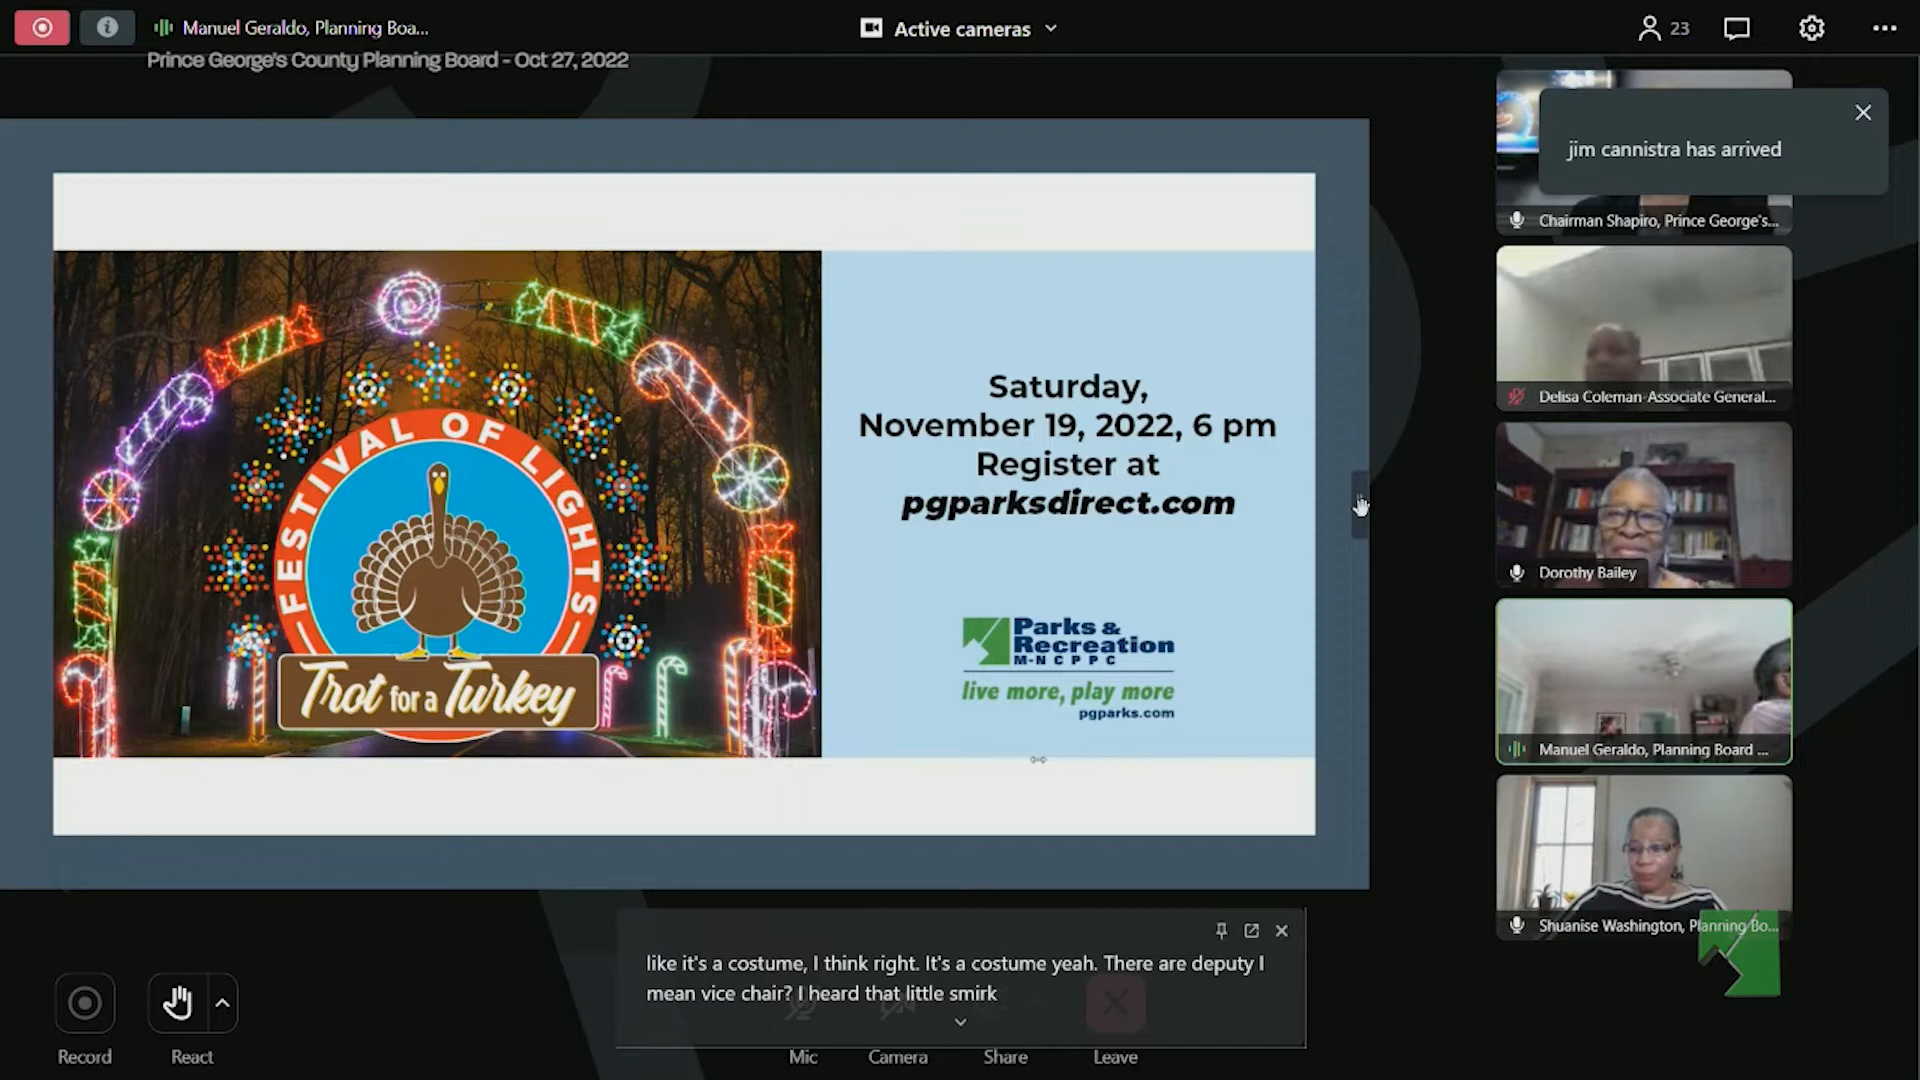 Manuel Geraldo, Planning Boa...
Active cameras
23
Prince George's County Planning Board - Oct 27, 2022
jim cannistra has arrived
Chairman Shapiro, Prince George's...
Delisa Coleman-Associate General...
Dorothy Bailey
Manuel Geraldo, Planning Board ...
Shuanise Washington, Planning Bo...
FESTIVAL OF LIGHTS
Trot for a Turkey
Saturday,
November 19, 2022, 6 pm
Register at
pgparksdirect.com
Parks &
Recreation
M-NCPPC
live more, play more
pgparks.com
like it's a costume, I think right. It's a costume yeah. There are deputy I
mean vice chair? I heard that little smirk
Record
React
Mic
Camera
Share
Leave